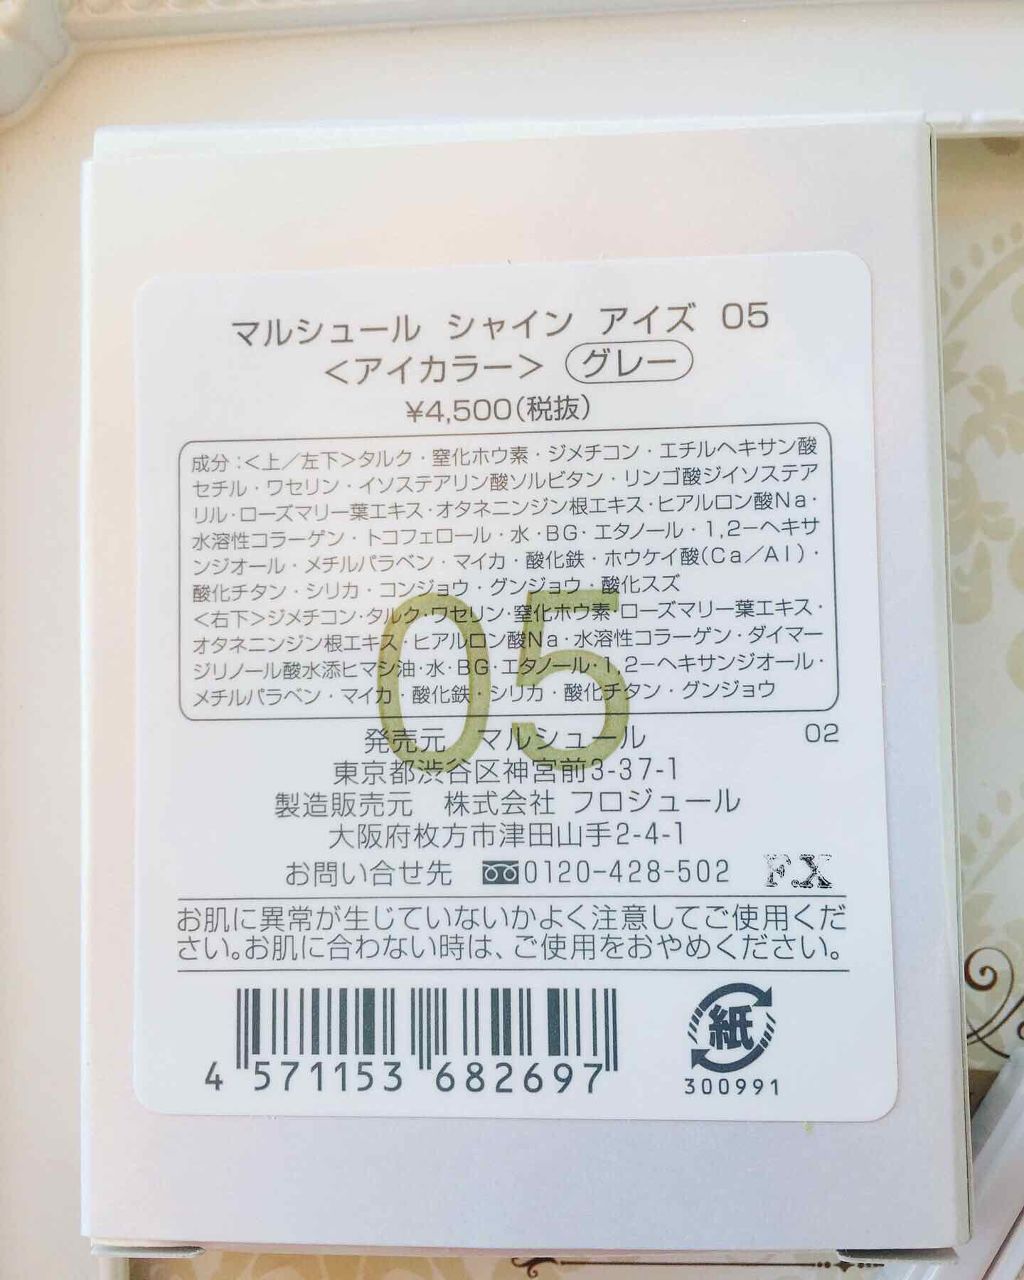 マルシュール シャイン アイズ 05
<アイカラー> グレー
¥4,500(税抜)
成分:<上/左下>タルク・窒化ホウ素・ジメチコン・エチルヘキサン酸
セチル・ワセリン・イソステアリン酸ソルビタン・リンゴ酸ジイソステア
リル・ローズマリー葉エキス・オタネニンジン根エキス・ヒアルロン酸Na・
水溶性コラーゲン・トコフェロール・水・BG・エタノール・1,2-ヘキサ
ンジオール・メチルパラベン・マイカ・酸化鉄・ホウケイ酸(Ca/Al)・
酸化チタン・シリカ・コンジョウ・グンジョウ・酸化スズ
<右下>ジメチコン・タルク・ワセリン・窒化ホウ素・ローズマリー葉エキス・
オタネニンジン根エキス・ヒアルロン酸Na・水溶性コラーゲン・ダイマー
ジリノール酸水添ヒマシ油・水・BG・エタノール・1,2-ヘキサンジオール・
メチルパラベン・マイカ・酸化鉄・シリカ・酸化チタン・グンジョウ
05
発売元 マルシュール 02
東京都渋谷区神宮前3-37-1
製造販売元 株式会社 フロジュール
大阪府枚方市津田山手2-4-1
お問い合せ先 0120-428-502 FX
お肌に異常が生じていないかよく注意してご使用くだ
さい。お肌に合わない時は、ご使用をおやめください。
紙
4 571153 682697
300991